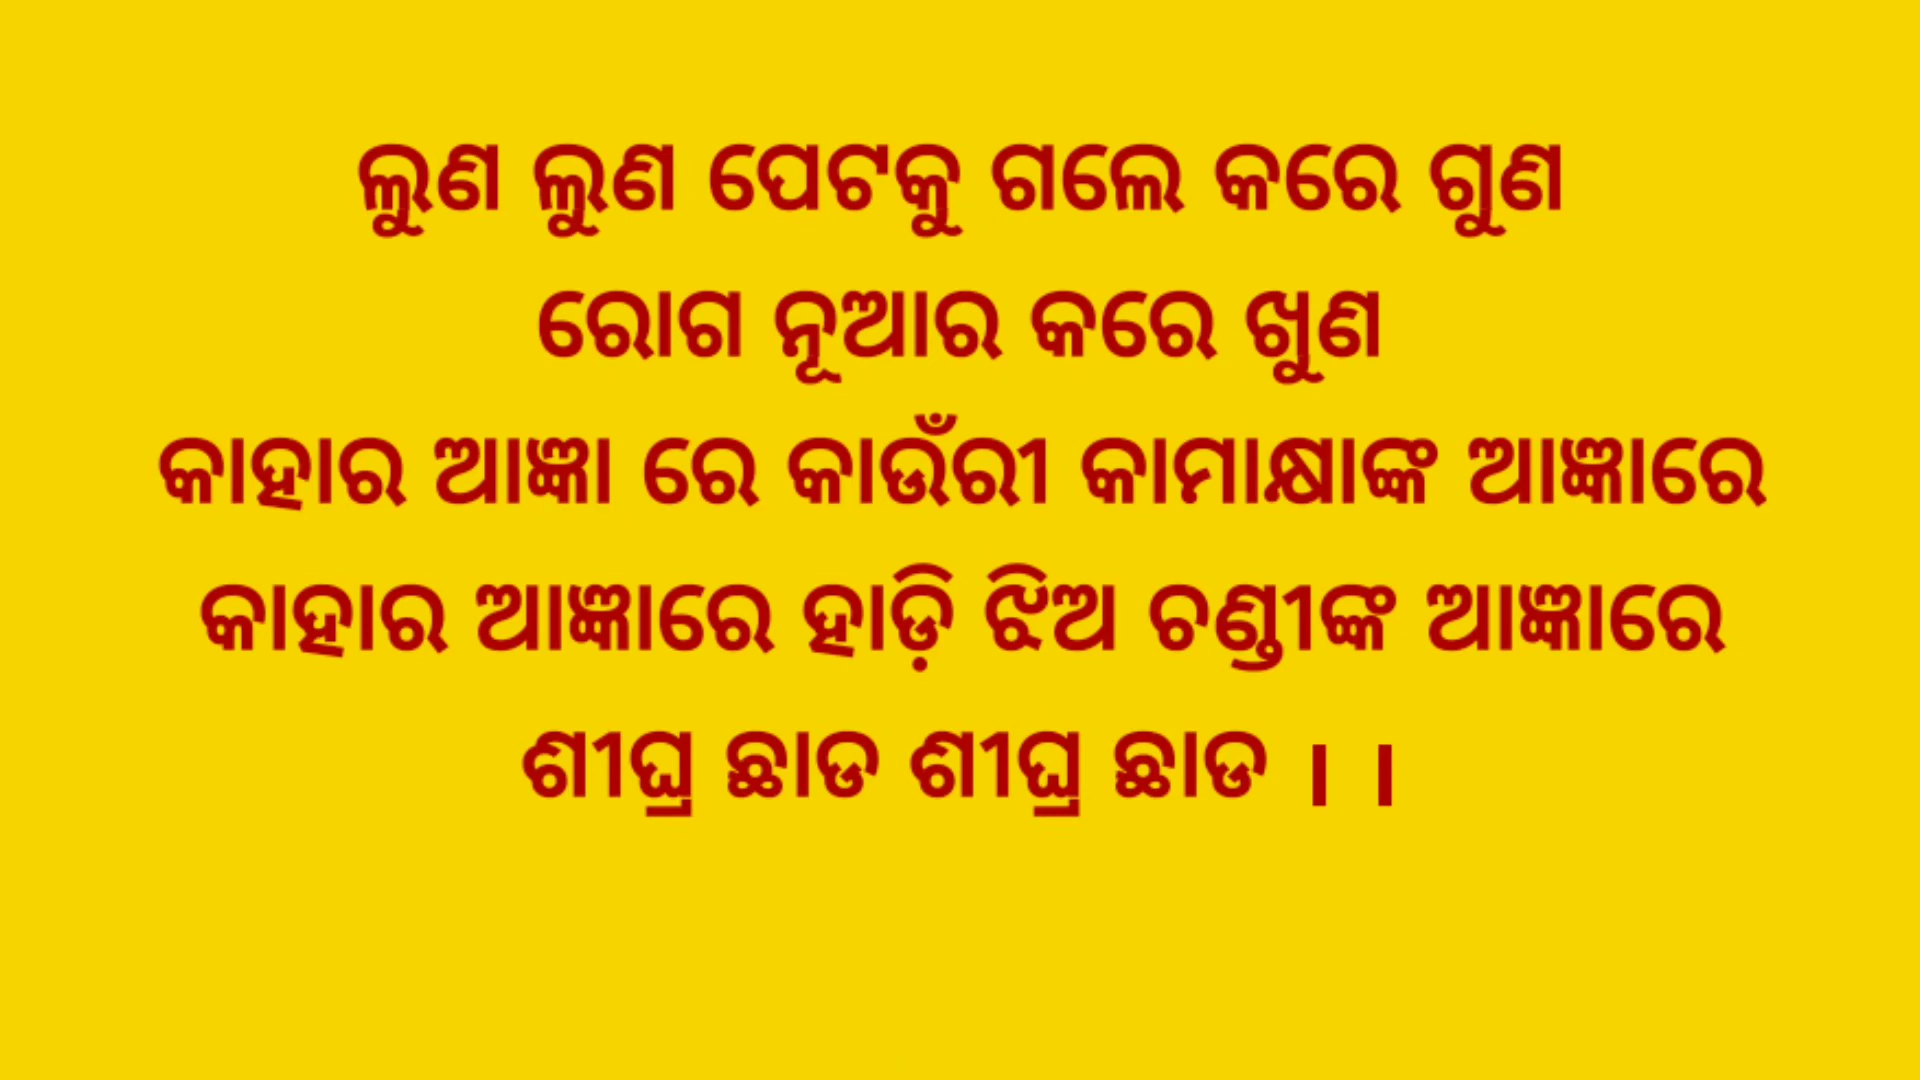 ଲୁଣ ଲୁଣ ପେଟକୁ ଗଲେ କରେ ଗୁଣ
ରୋଗ ନୂଆର କରେ ଖୁଣ
କାହାର ଆଜ୍ଞା ରେ କାଉଁରୀ କାମାକ୍ଷାଙ୍କ ଆଜ୍ଞାରେ
କାହାର ଆଜ୍ଞାରେ ହାଡ଼ି ଝିଅ ଚଣ୍ଡୀଙ୍କ ଆଜ୍ଞାରେ
ଶୀଘ୍ର ଛାଡ ଶୀଘ୍ର ଛାଡ । ।